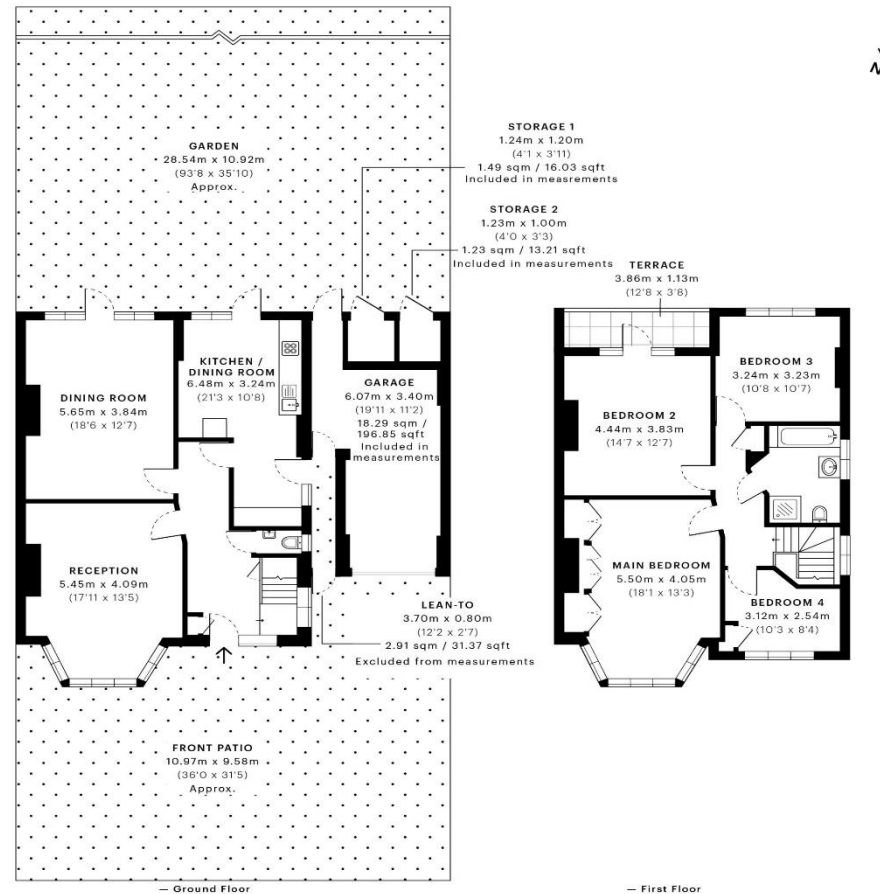 N
GARDEN
28.54m x 10.92m
(93'8 x 35'10)
Approx.
STORAGE 1
1.24m x 1.20m
(4'1 x 3'11)
1.49 sqm / 16.03 sqft
Included in measrements
STORAGE 2
1.23m x 1.00m
(4'0 x 3'3)
1.23 sqm / 13.21 sqft
Included in measurements
TERRACE
3.86m x 1.13m
(12'8 x 3'8)
DINING ROOM
5.65m x 3.84m
(18'6 x 12'7)
KITCHEN /
DINING ROOM
6.48m x 3.24m
(21'3 x 10'8)
GARAGE
6.07m x 3.40m
(19'11 x 11'2)
18.29 sqm /
196.85 sqft
Included in
measurements
BEDROOM 2
4.44m x 3.83m
(14'7 x 12'7)
BEDROOM 3
3.24m x 3.23m
(10'8 x 10'7)
RECEPTION
5.45m x 4.09m
(17'11 x 13'5)
LEAN-TO
3.70m x 0.80m
(12'2 x 2'7)
2.91 sqm / 31.37 sqft
Excluded from measurements
MAIN BEDROOM
5.50m x 4.05m
(18'1 x 13'3)
BEDROOM 4
3.12m x 2.54m
(10'3 x 8'4)
FRONT PATIO
10.97m x 9.58m
(36'0 x 31'5)
Approx.
— Ground Floor
— First Floor